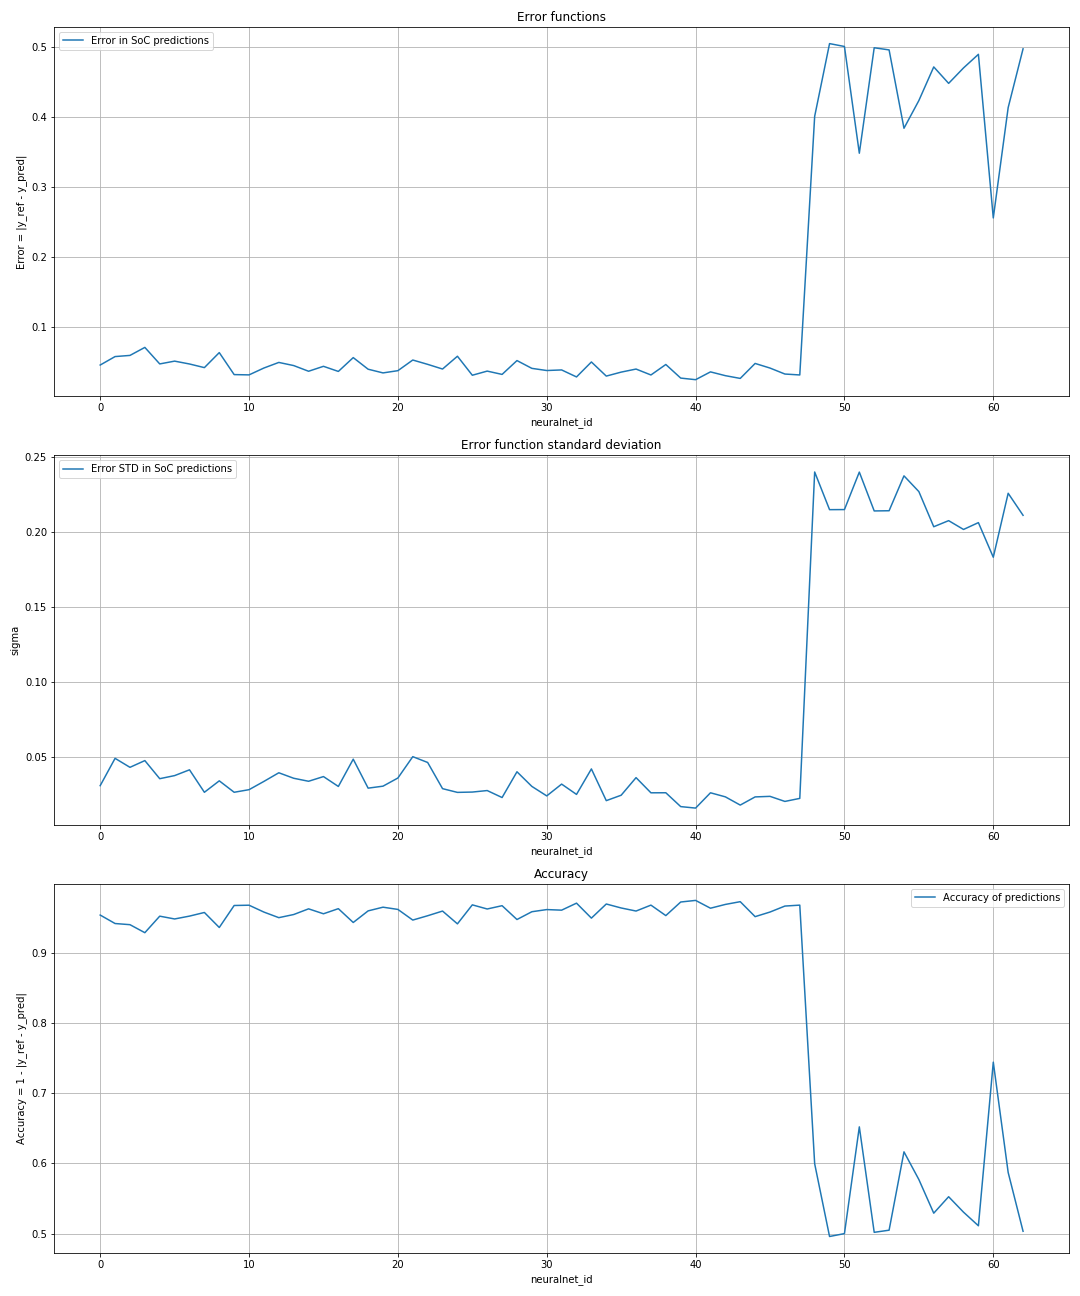 Error functions
Error in SoC predictions
0.5
0.4
0.3
0.2
0.1
Error = |y_ref - y_pred|
0 10 20 30 40 50 60
neuralnet_id
Error function standard deviation
Error STD in SoC predictions
0.25
0.20
0.15
0.10
0.05
sigma
0 10 20 30 40 50 60
neuralnet_id
Accuracy
Accuracy of predictions
0.9
0.8
0.7
0.6
0.5
Accuracy = 1 - |y_ref - y_pred|
0 10 20 30 40 50 60
neuralnet_id